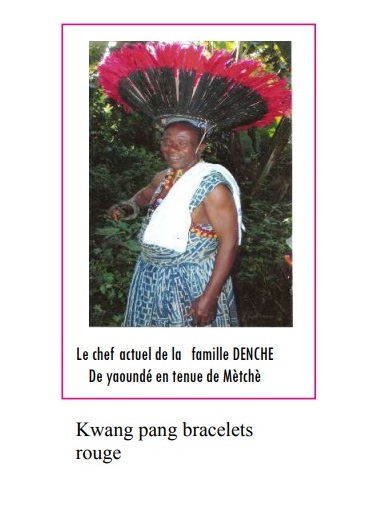 Le chef actuel de la famille DENCHE
De yaoundé en tenue de Mètchè
Kwang pang bracelets
rouge